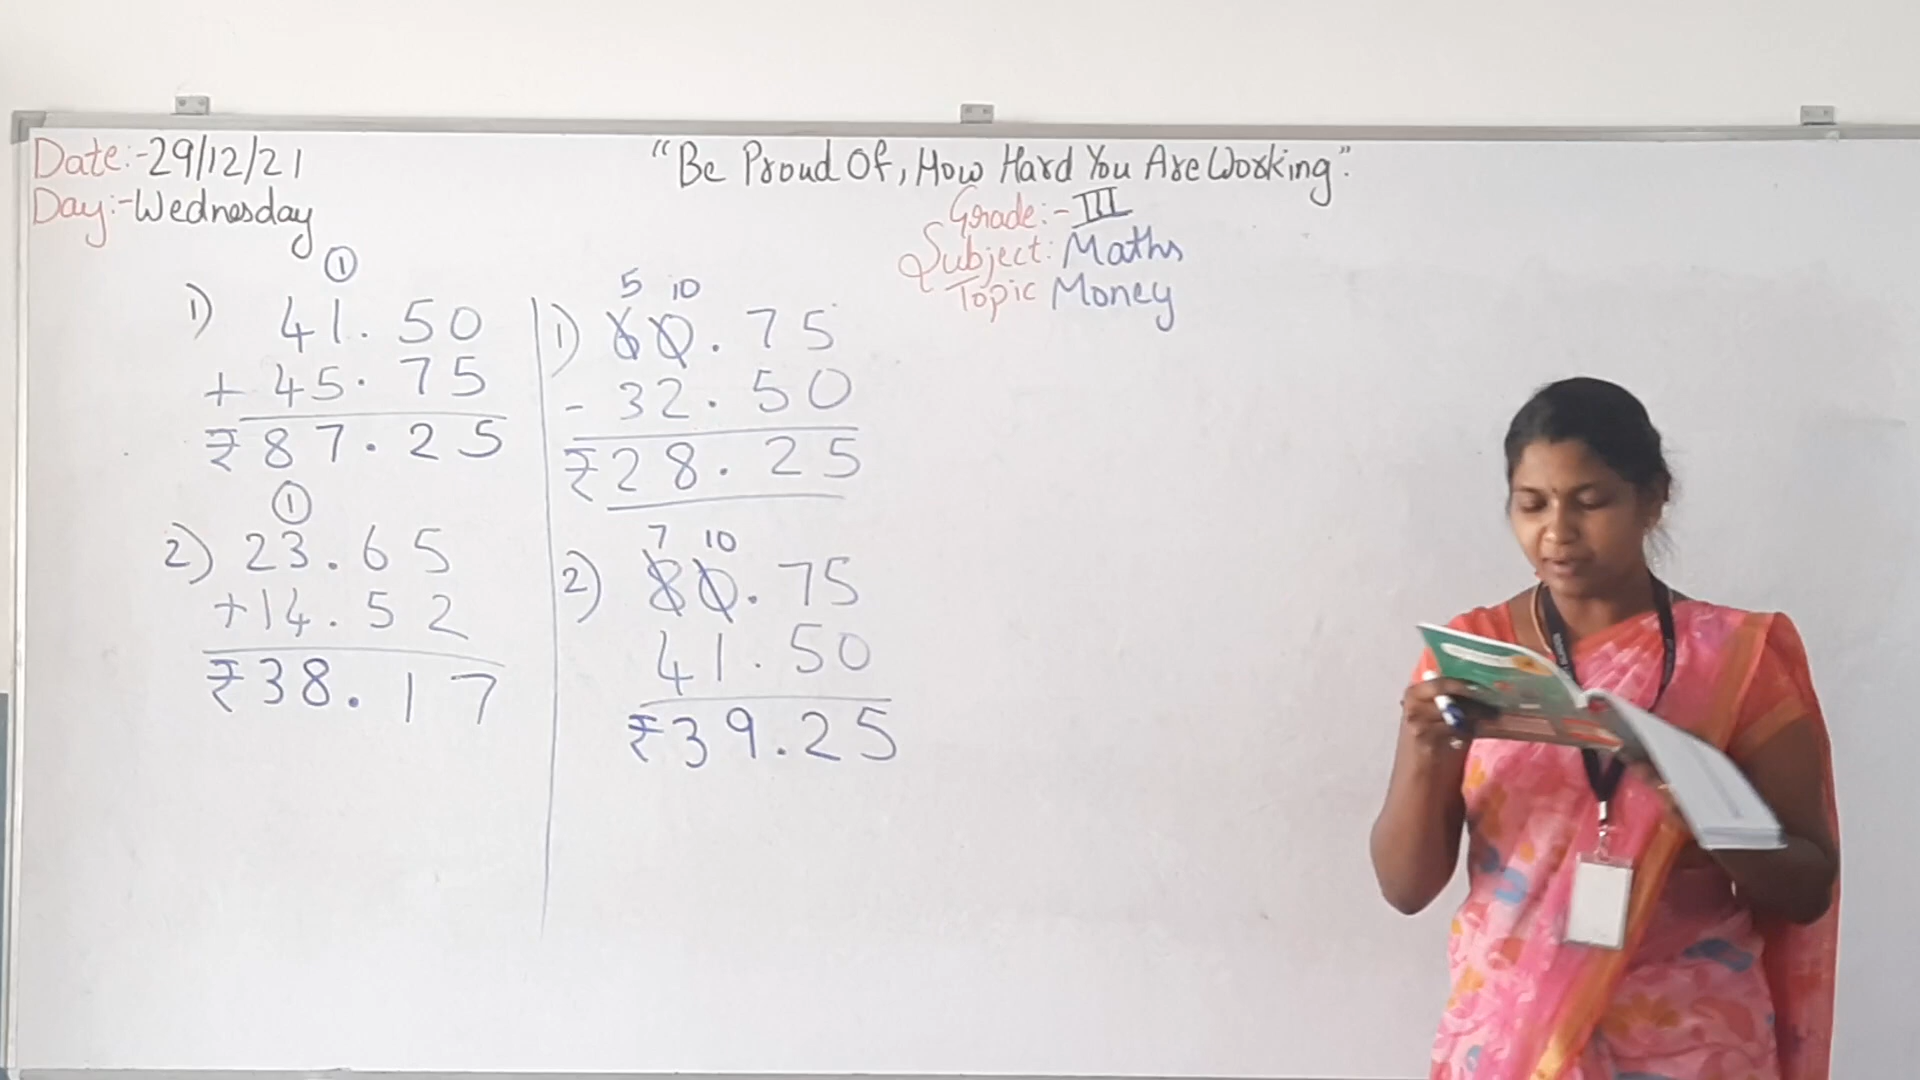 Date:-29/12/21
Day:-Wednesday
"Be Proud Of, How Hard You Are Working".
Grade:- III
Subject: Maths
Topic Money
①
1) 41.50
+ 45.75
₹87.25
①
2) 23.65
+14.52
₹38.17
5 10
1) 60.75
- 32.50
₹28.25
7 10
2) 80.75
41.50
₹39.25